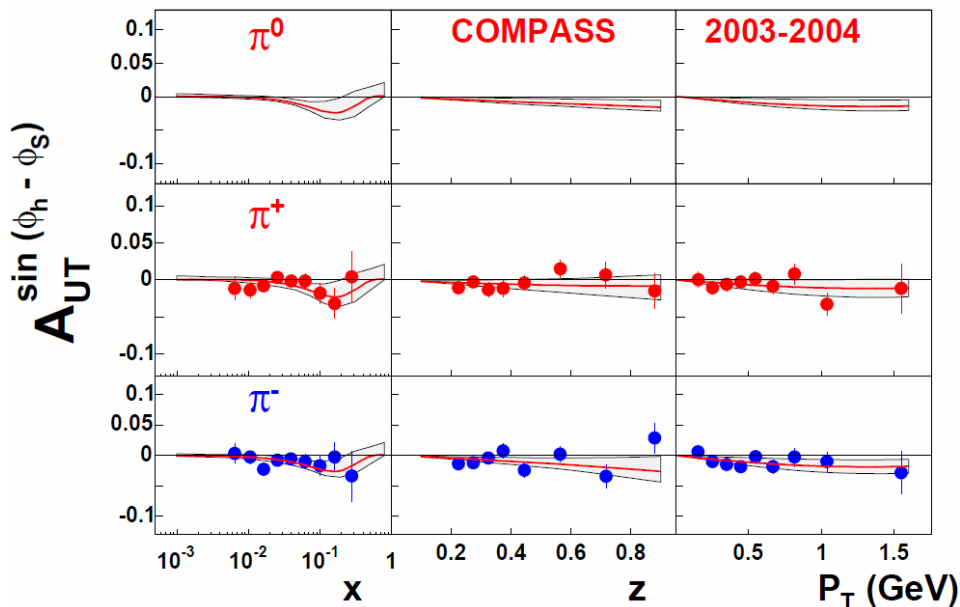 π⁰ COMPASS 2003-2004
0.1
0.05
0
-0.1
π⁺
0.1
0.05
0
-0.1
π⁻
0.1
0.05
0
-0.1
A_UT^sin (ϕ_h - ϕ_S)
10⁻³ 10⁻² 10⁻¹ 1 0.2 0.4 0.6 0.8 0.5 1 1.5
x z P_T (GeV)